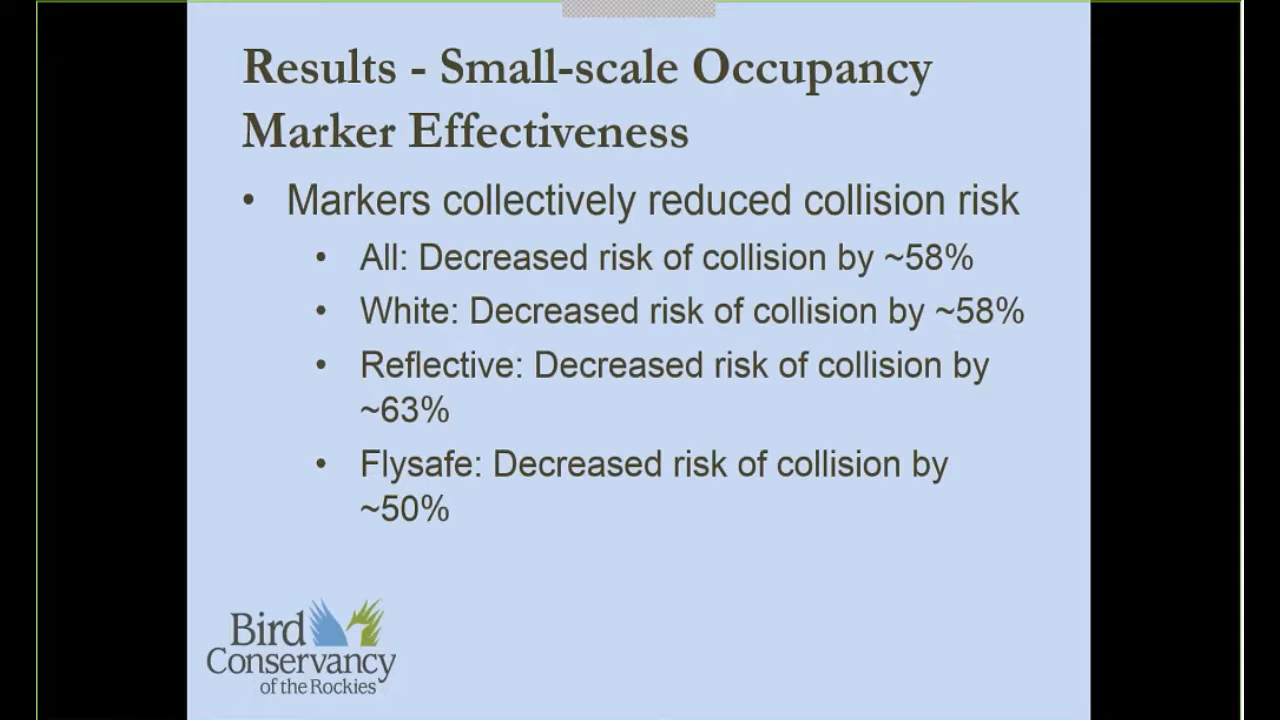 Results - Small-scale Occupancy
Marker Effectiveness
• Markers collectively reduced collision risk
• All: Decreased risk of collision by ~58%
• White: Decreased risk of collision by ~58%
• Reflective: Decreased risk of collision by
~63%
• Flysafe: Decreased risk of collision by
~50%
Bird
Conservancy
of the Rockies